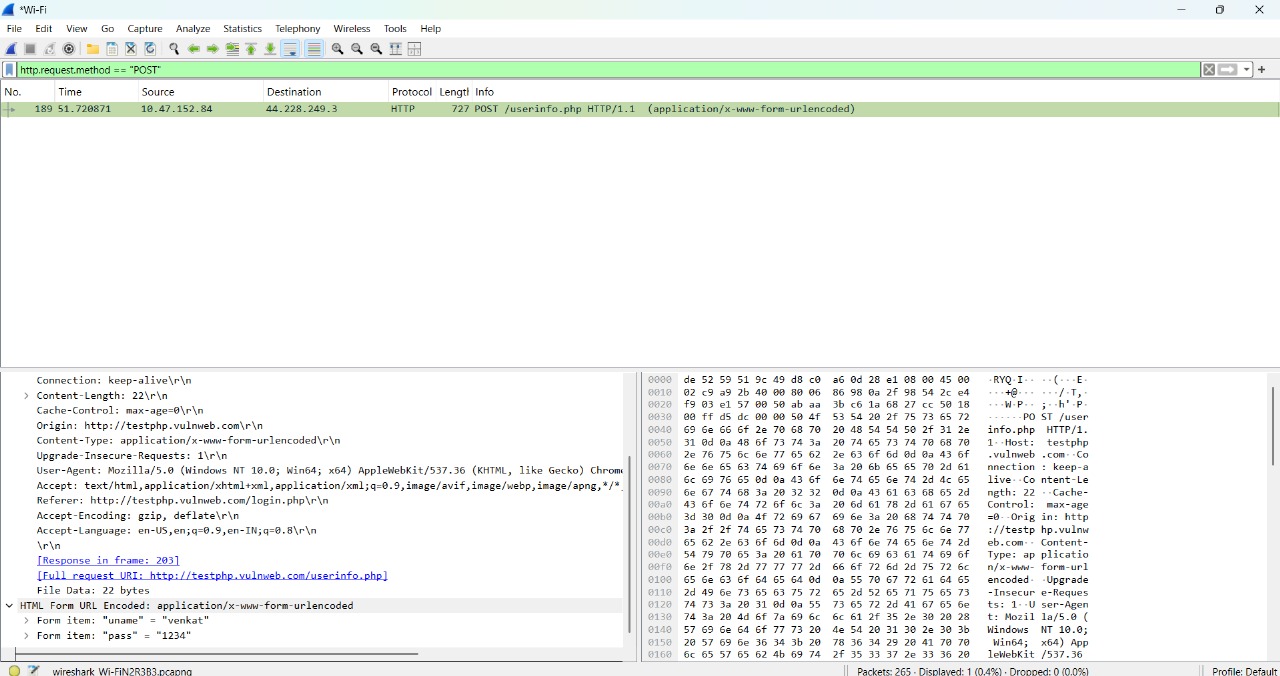 *Wi-Fi
File Edit View Go Capture Analyze Statistics Telephony Wireless Tools Help
http.request.method == "POST"
No. Time Source Destination Protocol Lengtl Info
189 51.720871 10.47.152.84 44.228.249.3 HTTP 727 POST /userinfo.php HTTP/1.1 (application/x-www-form-urlencoded)
Connection: keep-alive\r\n
Content-Length: 22\r\n
Cache-Control: max-age=0\r\n
Origin: http://testphp.vulnweb.com\r\n
Content-Type: application/x-www-form-urlencoded\r\n
Upgrade-Insecure-Requests: 1\r\n
User-Agent: Mozilla/5.0 (Windows NT 10.0; Win64; x64) AppleWebKit/537.36 (KHTML, like Gecko) Chrome
Accept: text/html,application/xhtml+xml,application/xml;q=0.9,image/avif,image/webp,image/apng,*/*
Referer: http://testphp.vulnweb.com/login.php\r\n
Accept-Encoding: gzip, deflate\r\n
Accept-Language: en-US,en;q=0.9,en-IN;q=0.8\r\n
\r\n
[Response in frame: 203]
[Full request URI: http://testphp.vulnweb.com/userinfo.php]
File Data: 22 bytes
HTML Form URL Encoded: application/x-www-form-urlencoded
Form item: "uname" = "venkat"
Form item: "pass" = "1234"
0000 de 52 59 51 9c 49 d8 c0 a6 0d 28 e1 08 00 45 00 ·RYQ·I·· ··(···E·
0010 02 c9 a9 2b 40 00 80 06 86 98 0a 2f 98 54 2c e4 ···+@··· ···/·T,·
0020 f9 03 e1 57 00 50 ab aa 3b c6 1a 68 27 cc 50 18 ···W·P·· ;··h'·P·
0030 00 ff d5 dc 00 00 50 4f 53 54 20 2f 75 73 65 72 ······PO ST /user
0040 69 6e 66 6f 2e 70 68 70 20 48 54 54 50 2f 31 2e info.php HTTP/1.
0050 31 0d 0a 48 6f 73 74 3a 20 74 65 73 74 70 68 70 1··Host: testphp
0060 2e 76 75 6c 6e 77 65 62 2e 63 6f 6d 0d 0a 43 6f .vulnweb .com··Co
0070 6e 6e 65 63 74 69 6f 6e 3a 20 6b 65 65 70 2d 61 nnection : keep-a
0080 6c 69 76 65 0d 0a 43 6f 6e 74 65 6e 74 2d 4c 65 live··Co ntent-Le
0090 6e 67 74 68 3a 20 32 32 0d 0a 43 61 63 68 65 2d ngth: 22 ··Cache-
00a0 43 6f 6e 74 72 6f 6c 3a 20 6d 61 78 2d 61 67 65 Control: max-age
00b0 3d 30 0d 0a 4f 72 69 67 69 6e 3a 20 68 74 74 70 =0··Orig in: http
00c0 3a 2f 2f 74 65 73 74 70 68 70 2e 76 75 6c 6e 77 ://testp hp.vulnw
00d0 65 62 2e 63 6f 6d 0d 0a 43 6f 6e 74 65 6e 74 2d eb.com·· Content-
00e0 54 79 70 65 3a 20 61 70 70 6c 69 63 61 74 69 6f Type: ap plicatio
00f0 6e 2f 78 2d 77 77 77 2d 66 6f 72 6d 2d 75 72 6c n/x-www- form-url
0100 65 6e 63 6f 64 65 64 0d 0a 55 70 67 72 61 64 65 encoded· ·Upgrade
0110 2d 49 6e 73 65 63 75 72 65 2d 52 65 71 75 65 73 -Insecur e-Reques
0120 74 73 3a 20 31 0d 0a 55 73 65 72 2d 41 67 65 6e ts: 1··U ser-Agen
0130 74 3a 20 4d 6f 7a 69 6c 6c 61 2f 35 2e 30 20 28 t: Mozil la/5.0 (
0140 57 69 6e 64 6f 77 73 20 4e 54 20 31 30 2e 30 3b Windows NT 10.0;
0150 20 57 69 6e 36 34 3b 20 78 36 34 29 20 41 70 70 Win64; x64) App
0160 6c 65 57 65 62 4b 69 74 2f 35 33 37 2e 33 36 20 leWebKit /537.36
wireshark_Wi-FiN2R3B3.pcapng Packets: 265 · Displayed: 1 (0.4%) · Dropped: 0 (0.0%) Profile: Default